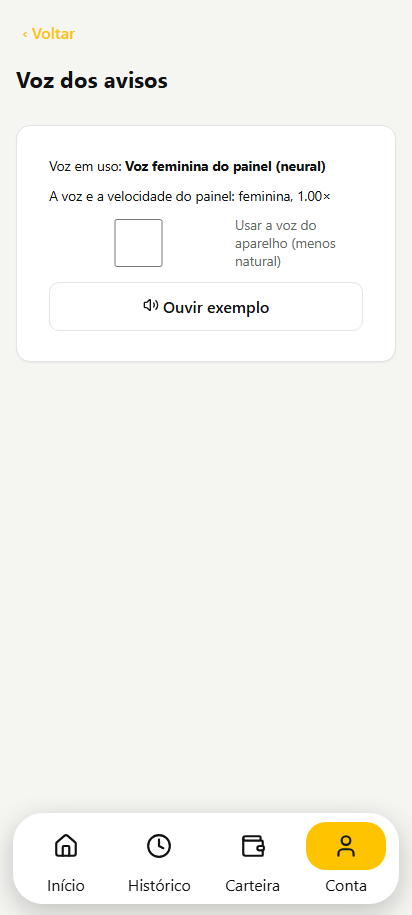 ‹ Voltar
Voz dos avisos
Voz em uso: Voz feminina do painel (neural)
A voz e a velocidade do painel: feminina, 1.00×
Usar a voz do
aparelho (menos
natural)
Ouvir exemplo
Início
Histórico
Carteira
Conta